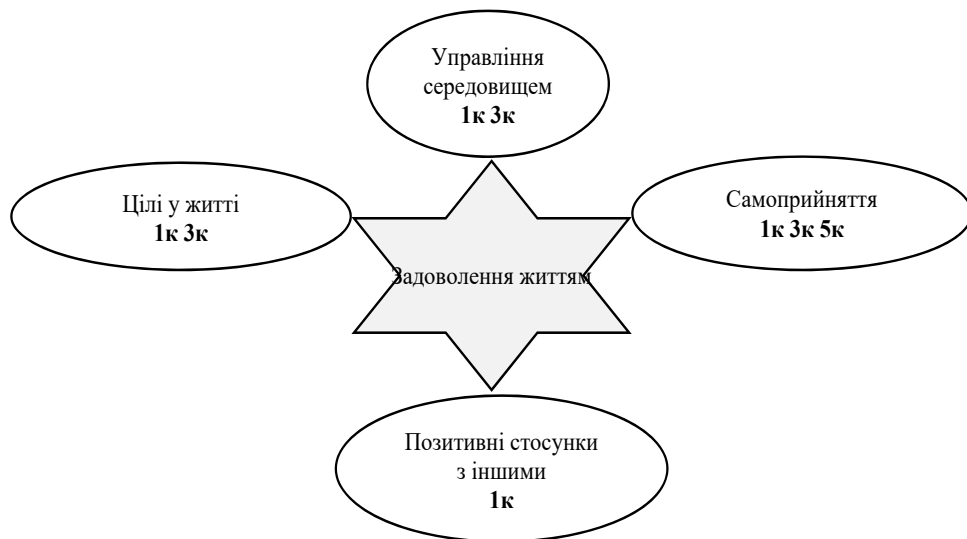 Управління
середовищем
1к 3к
Цілі у житті
1к 3к
Самоприйняття
1к 3к 5к
Задоволення життям
Позитивні стосунки
з іншими
1к